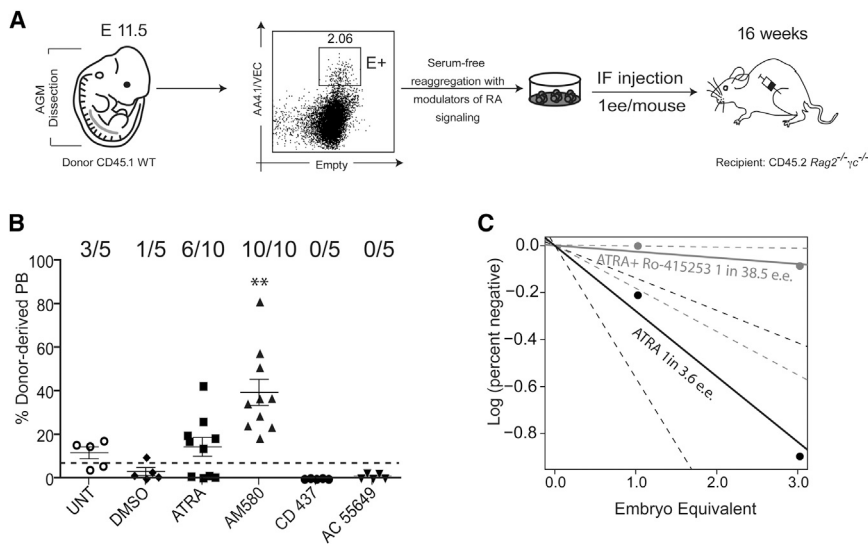 A
E 11.5
AGM
Dissection
Donor CD45.1 WT
2.06
E+
AA4.1/VEC
Empty
Serum-free
reaggregation with
modulators of RA
signaling
IF injection
1ee/mouse
16 weeks
Recipient: CD45.2 Rag2-/-γc-/-
B
3/5 1/5 6/10 10/10 0/5 0/5
% Donor-derived PB
100
80
60
40
20
0
**
UNT
DMSO
ATRA
AM580
CD 437
AC 55649
C
Log (percent negative)
0.0
−0.2
−0.4
−0.6
−0.8
ATRA+ Ro-415253 1 in 38.5 e.e.
ATRA 1in 3.6 e.e.
0.0 1.0 2.0 3.0
Embryo Equivalent